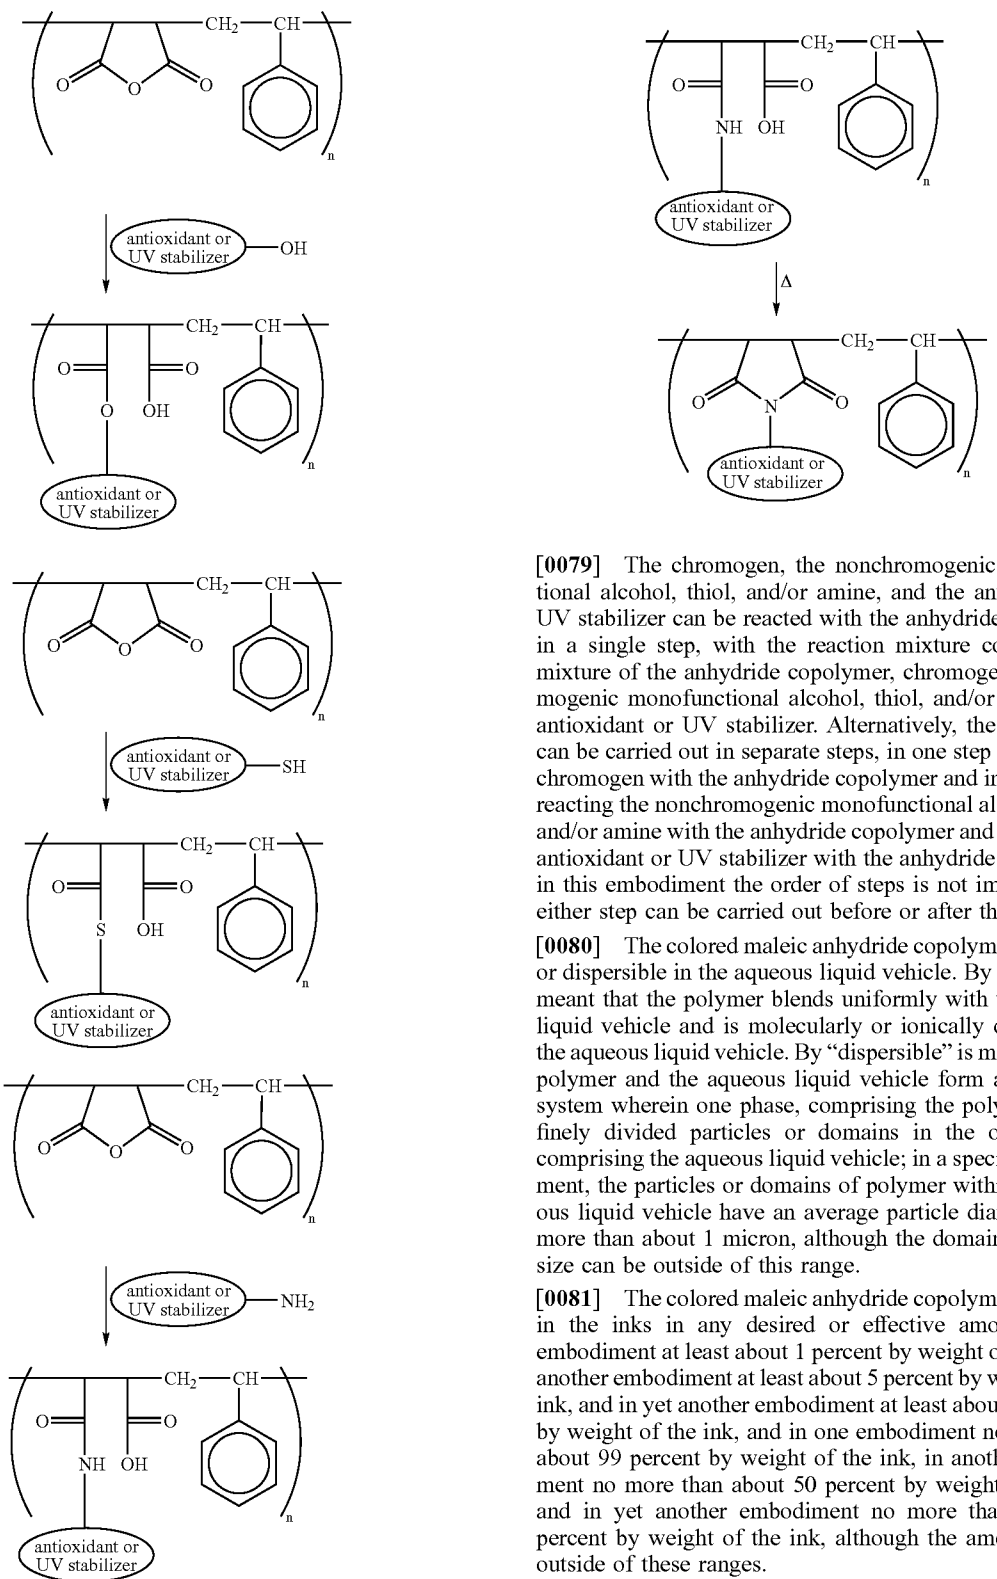 CH2 CH
O O O
n
antioxidant or
UV stabilizer OH
CH2 CH
O O
O OH
n
antioxidant or
UV stabilizer
CH2 CH
O O O
n
antioxidant or
UV stabilizer SH
CH2 CH
O O
S OH
n
antioxidant or
UV stabilizer
CH2 CH
O O O
n
antioxidant or
UV stabilizer NH2
CH2 CH
O O
NH OH
n
antioxidant or
UV stabilizer
CH2 CH
O O
NH OH
n
antioxidant or
UV stabilizer
Δ
CH2 CH
O N O
n
antioxidant or
UV stabilizer
[0079] The chromogen, the nonchromogenic
tional alcohol, thiol, and/or amine, and the an
UV stabilizer can be reacted with the anhydride
in a single step, with the reaction mixture co
mixture of the anhydride copolymer, chromoge
mogenic monofunctional alcohol, thiol, and/or
antioxidant or UV stabilizer. Alternatively, the
can be carried out in separate steps, in one step
chromogen with the anhydride copolymer and in
reacting the nonchromogenic monofunctional al
and/or amine with the anhydride copolymer and
antioxidant or UV stabilizer with the anhydride
in this embodiment the order of steps is not im
either step can be carried out before or after th
[0080] The colored maleic anhydride copolym
or dispersible in the aqueous liquid vehicle. By
meant that the polymer blends uniformly with
liquid vehicle and is molecularly or ionically
the aqueous liquid vehicle. By “dispersible” is m
polymer and the aqueous liquid vehicle form a
system wherein one phase, comprising the poly
finely divided particles or domains in the o
comprising the aqueous liquid vehicle; in a speci
ment, the particles or domains of polymer with
ous liquid vehicle have an average particle dia
more than about 1 micron, although the domain
size can be outside of this range.
[0081] The colored maleic anhydride copolym
in the inks in any desired or effective amo
embodiment at least about 1 percent by weight o
another embodiment at least about 5 percent by w
ink, and in yet another embodiment at least about
by weight of the ink, and in one embodiment no
about 99 percent by weight of the ink, in anoth
ment no more than about 50 percent by weight
and in yet another embodiment no more tha
percent by weight of the ink, although the amo
outside of these ranges.